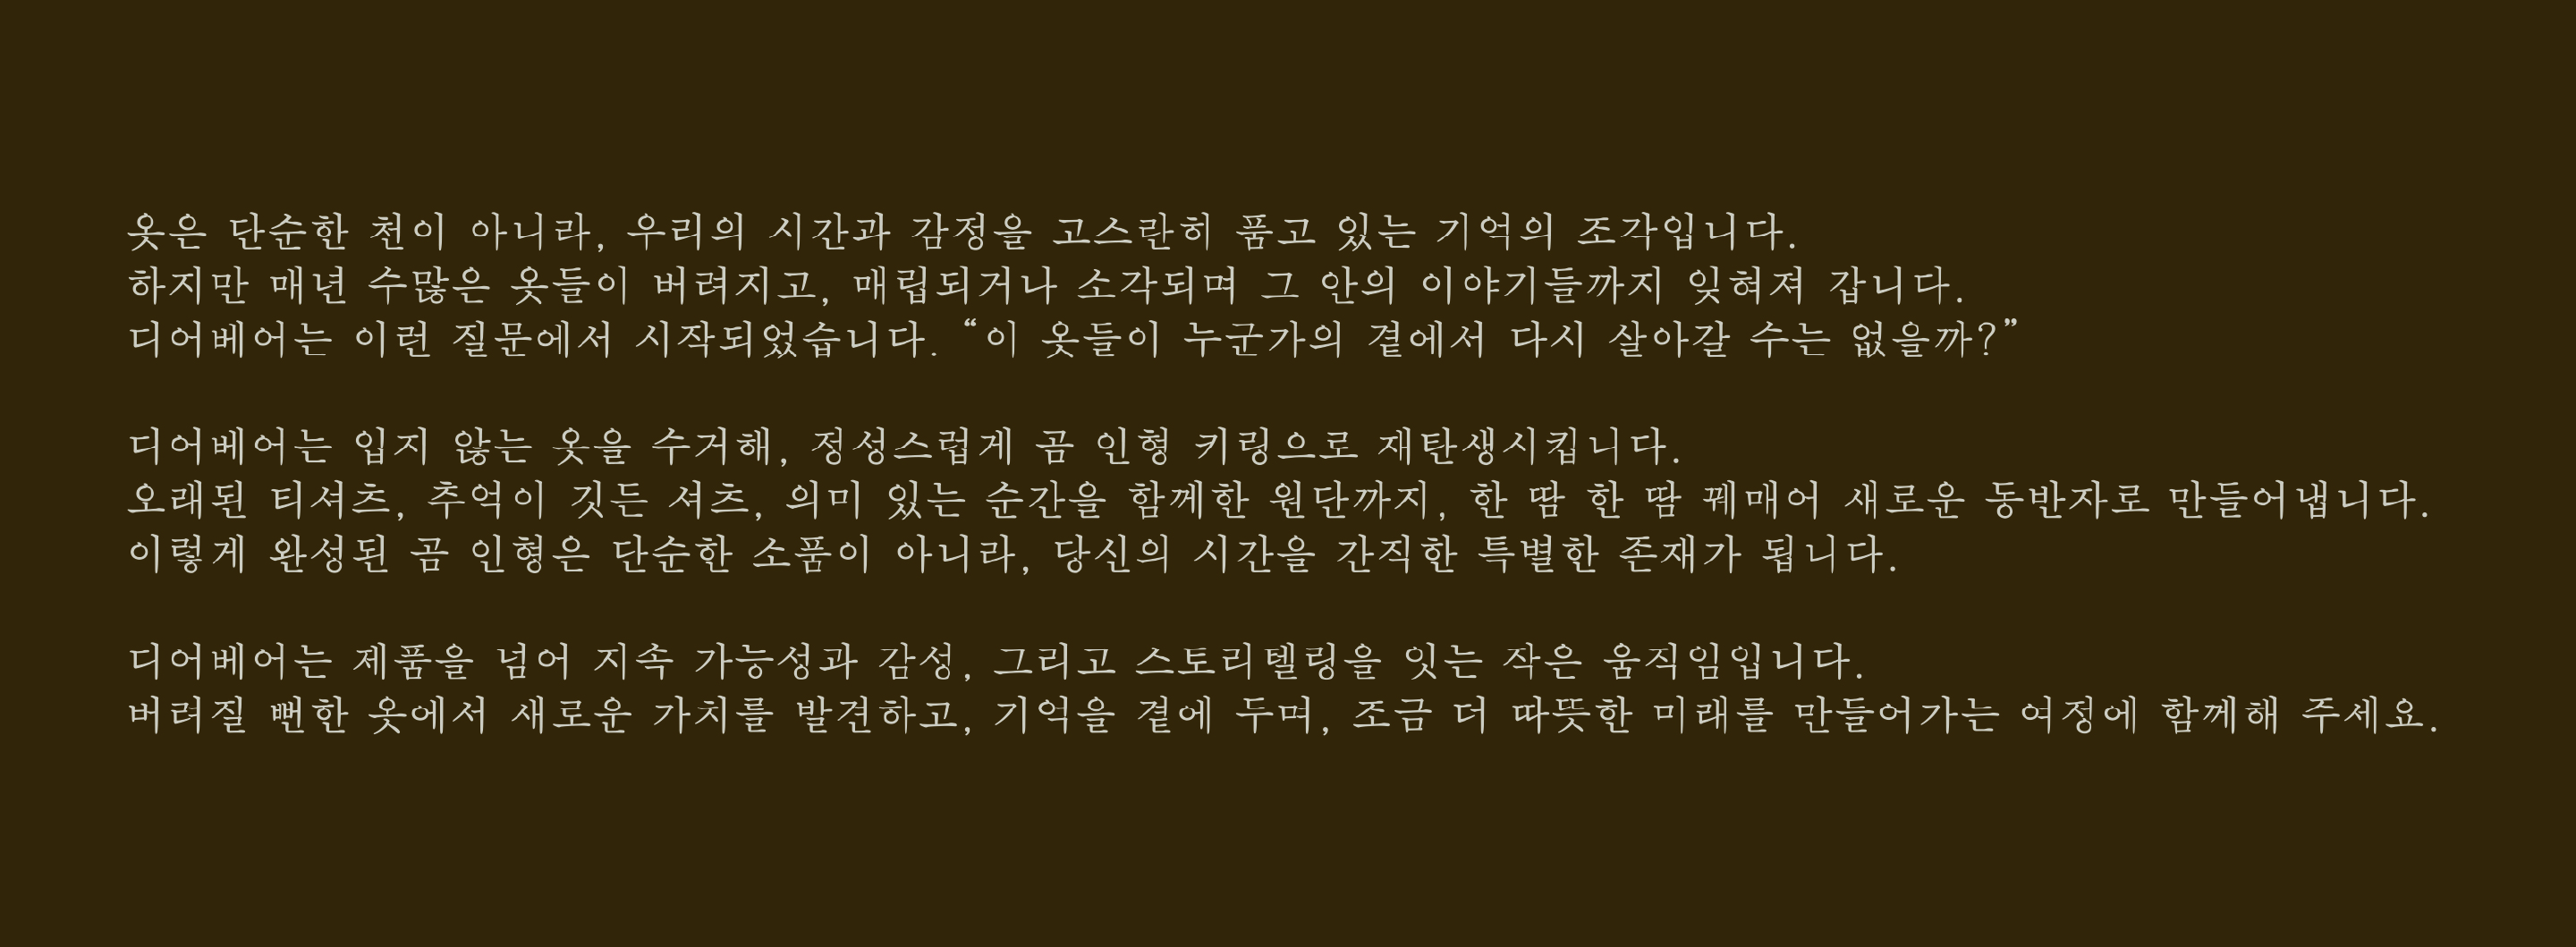 옷은 단순한 천이 아니라, 우리의 시간과 감정을 고스란히 품고 있는 기억의 조각입니다.
하지만 매년 수많은 옷들이 버려지고, 매립되거나 소각되며 그 안의 이야기들까지 잊혀져 갑니다.
디어베어는 이런 질문에서 시작되었습니다. “이 옷들이 누군가의 곁에서 다시 살아갈 수는 없을까?”
디어베어는 입지 않는 옷을 수거해, 정성스럽게 곰 인형 키링으로 재탄생시킵니다.
오래된 티셔츠, 추억이 깃든 셔츠, 의미 있는 순간을 함께한 원단까지, 한 땀 한 땀 꿰매어 새로운 동반자로 만들어냅니다.
이렇게 완성된 곰 인형은 단순한 소품이 아니라, 당신의 시간을 간직한 특별한 존재가 됩니다.
디어베어는 제품을 넘어 지속 가능성과 감성, 그리고 스토리텔링을 잇는 작은 움직임입니다.
버려질 뻔한 옷에서 새로운 가치를 발견하고, 기억을 곁에 두며, 조금 더 따뜻한 미래를 만들어가는 여정에 함께해 주세요.